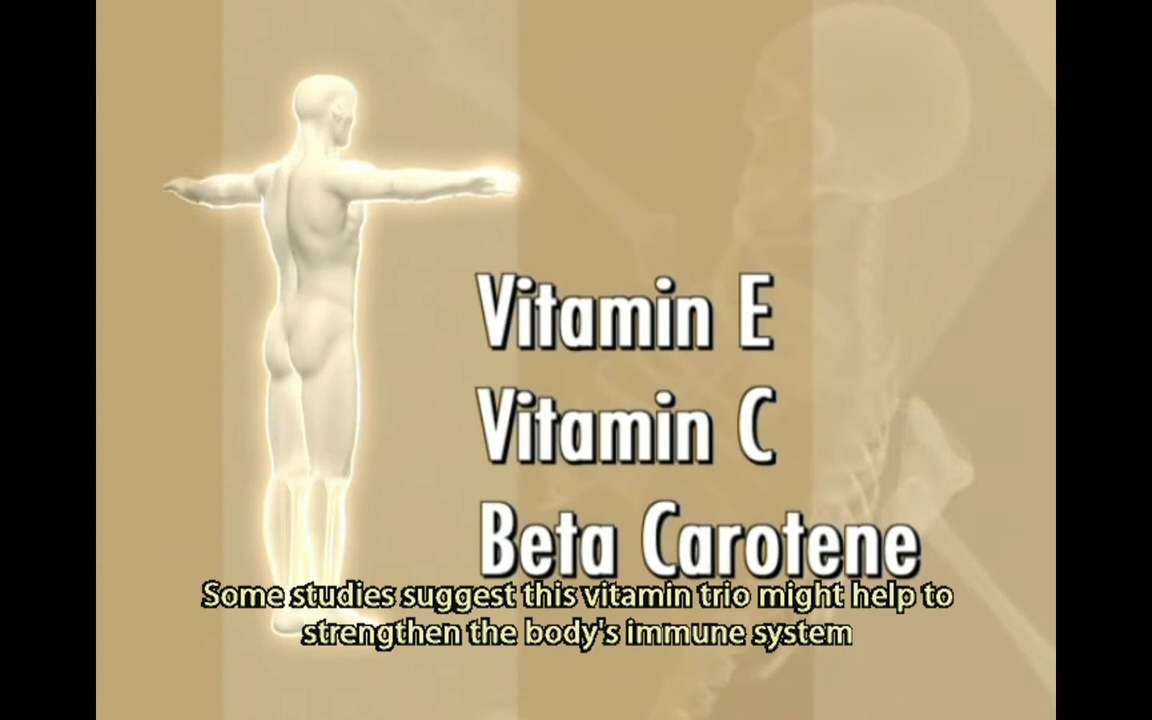 Vitamin E
Vitamin C
Beta Carotene
Some studies suggest this vitamin trio might help to
strengthen the body's immune system